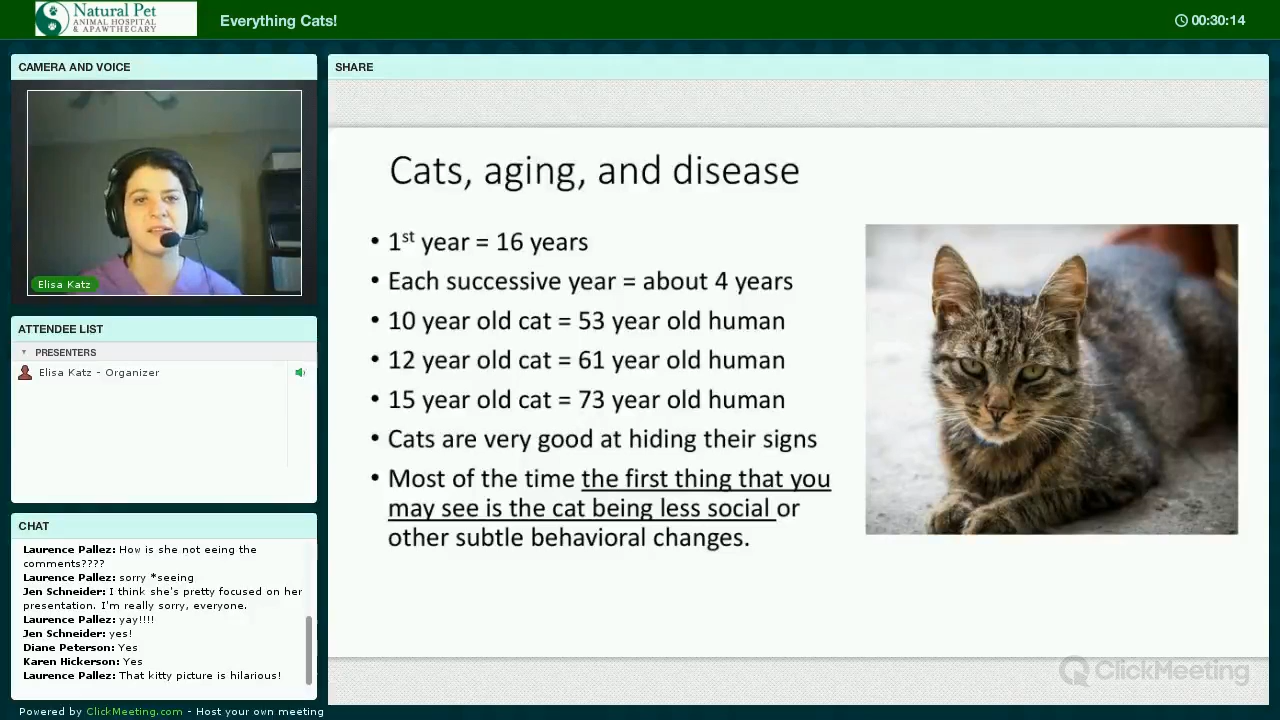 Natural Pet
ANIMAL HOSPITAL
& APAWTHECARY
Everything Cats!
00:30:14
CAMERA AND VOICE
Elisa Katz
ATTENDEE LIST
PRESENTERS
Elisa Katz - Organizer
CHAT
Laurence Pallez: How is she not eeing the
comments????
Laurence Pallez: sorry *seeing
Jen Schneider: I think she's pretty focused on her
presentation. I'm really sorry, everyone.
Laurence Pallez: yay!!!!
Jen Schneider: yes!
Diane Peterson: Yes
Karen Hickerson: Yes
Laurence Pallez: That kitty picture is hilarious!
Powered by ClickMeeting.com - Host your own meeting
SHARE
Cats, aging, and disease
• 1st year = 16 years
• Each successive year = about 4 years
• 10 year old cat = 53 year old human
• 12 year old cat = 61 year old human
• 15 year old cat = 73 year old human
• Cats are very good at hiding their signs
• Most of the time the first thing that you
may see is the cat being less social or
other subtle behavioral changes.
ClickMeeting